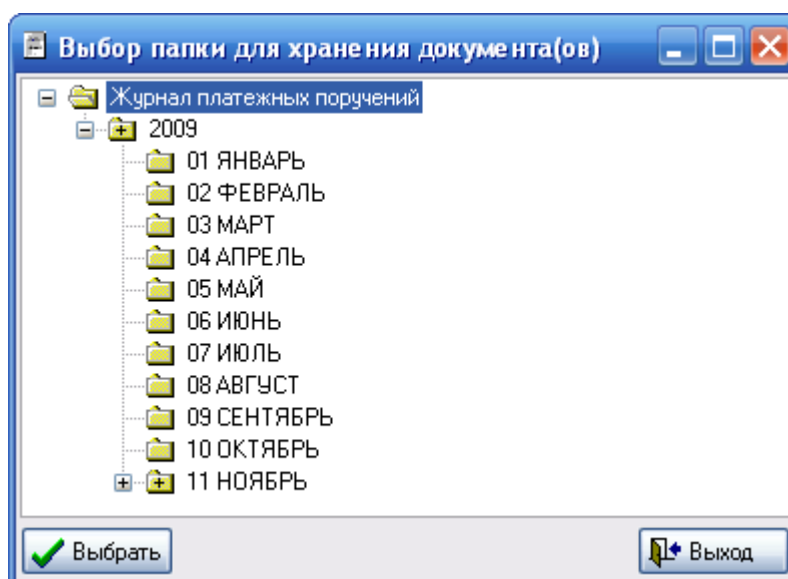 Выбор папки для хранения документа(ов)
Журнал платежных поручений
2009
01 ЯНВАРЬ
02 ФЕВРАЛЬ
03 МАРТ
04 АПРЕЛЬ
05 МАЙ
06 ИЮНЬ
07 ИЮЛЬ
08 АВГУСТ
09 СЕНТЯБРЬ
10 ОКТЯБРЬ
11 НОЯБРЬ
Выбрать
Выход